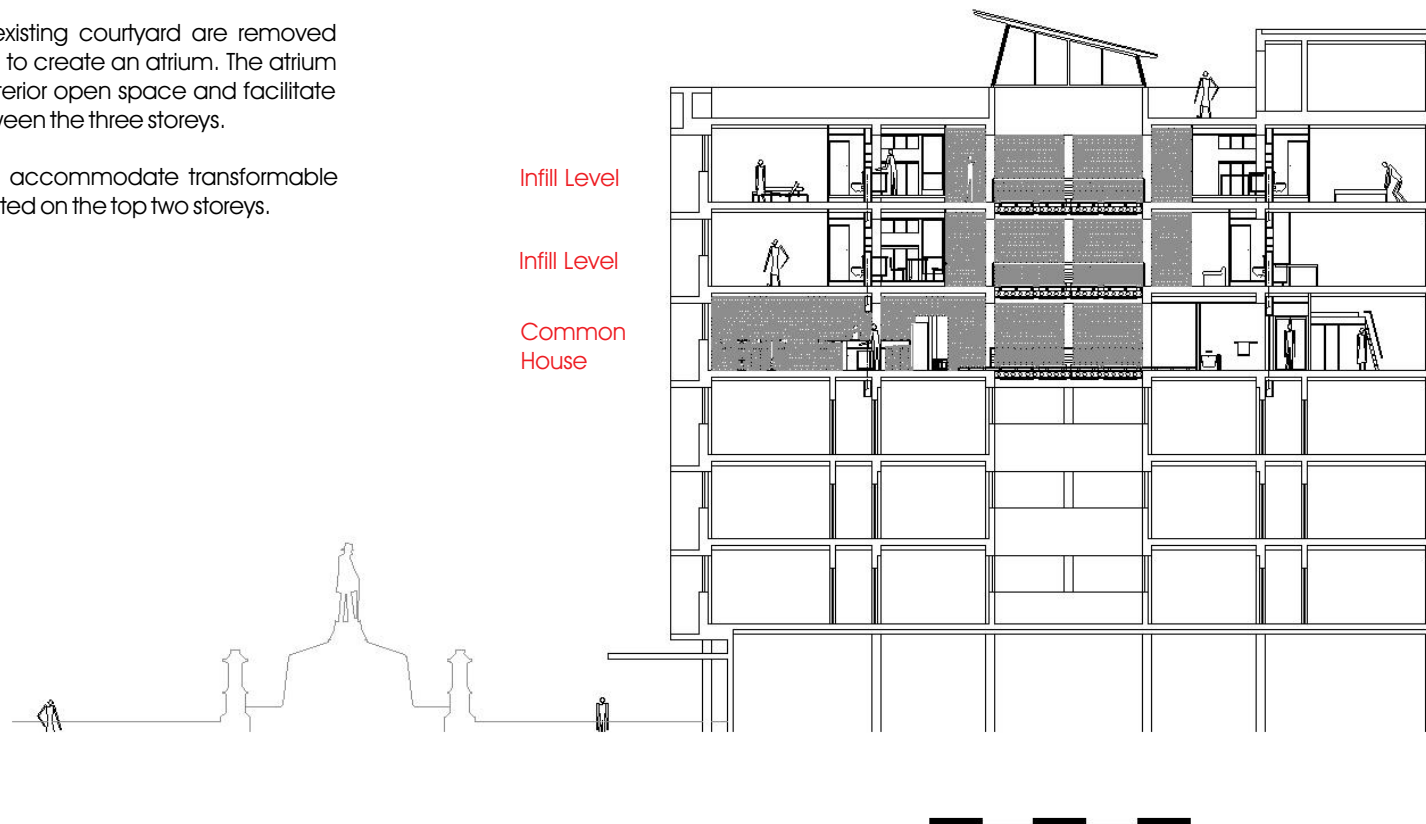 existing courtyard are removed
to create an atrium. The atrium
terior open space and facilitate
ween the three storeys.
accommodate transformable
ted on the top two storeys.
Infill Level
Infill Level
Common
House